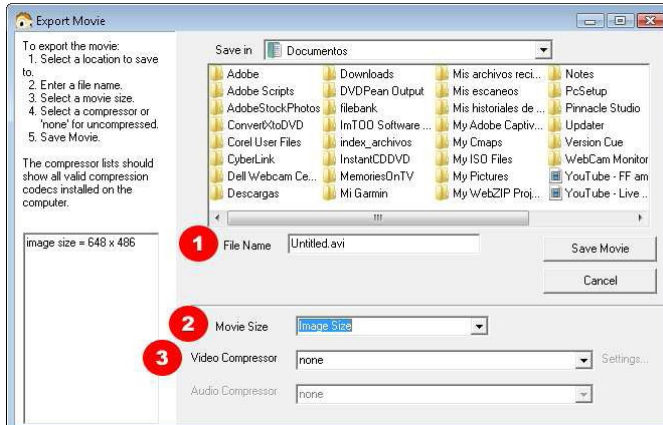 Export Movie
To export the movie:
1. Select a location to save
to.
2. Enter a file name.
3. Select a movie size.
4. Select a compressor or
'none' for uncompressed.
5. Save Movie.
The compressor lists should
show all valid compression
codecs installed on the
computer.
image size = 648 x 486
Save in
Documentos
Adobe
Adobe Scripts
AdobeStockPhotos
ConvertXtoDVD
Corel User Files
CyberLink
Dell Webcam Ce...
Descargas
Downloads
DVDPean Output
filebank
ImTOO Software ...
index_archivos
InstantCDDVD
MemoriesOnTV
Mi Garmin
Mis archivos reci...
Mis escaneos
Mis historiales de ...
My Adobe Captiv...
My Cmaps
My ISO Files
My Pictures
My WebZIP Proj...
Notes
PcSetup
Pinnacle Studio
Updater
Version Cue
WebCam Monitor
YouTube - FF am
YouTube - Live ...
1
File Name
Untitled.avi
Save Movie
Cancel
2
Movie Size
Image Size
3
Video Compressor
none
Settings...
Audio Compressor
none